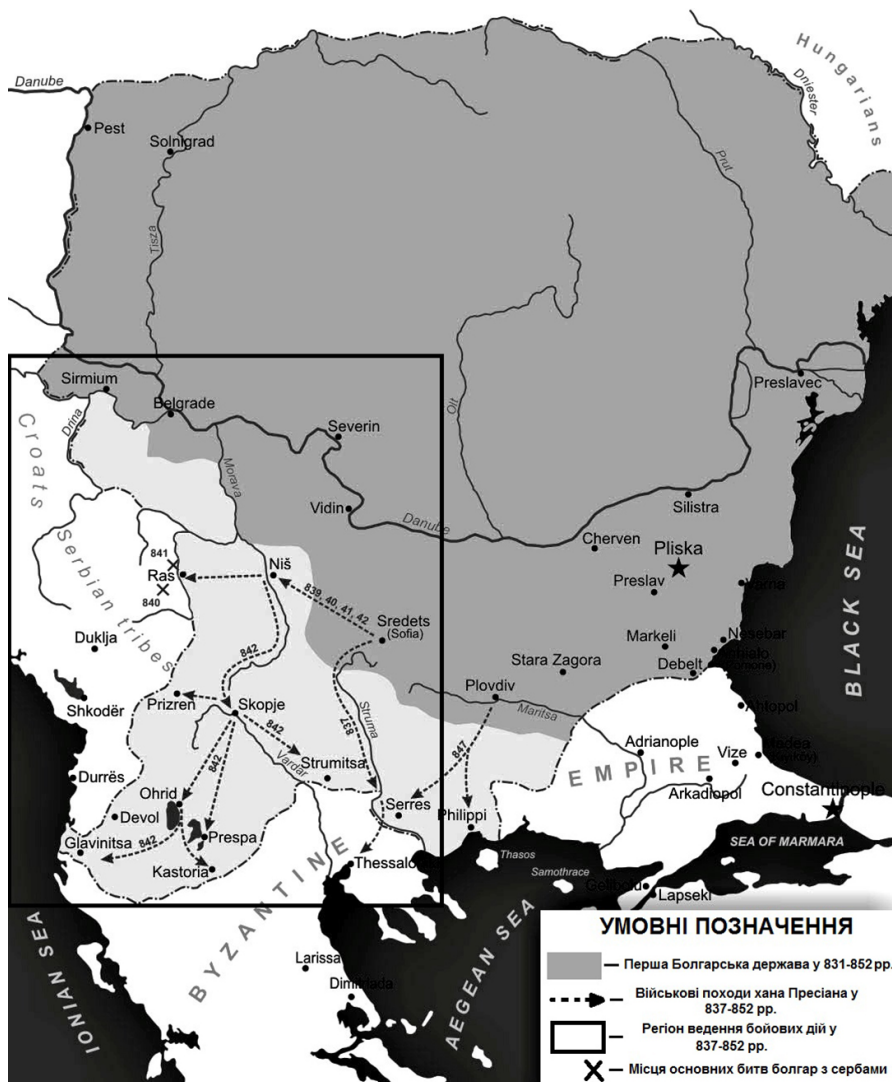 Hungarians
Danube
Dniester
Pest
Solnigrad
Prut
Tisza
Sirmium
Preslavec
Belgrade
Olt
Croats
Drina
Severin
Morava
Silistra
Vidin
Danube
Cherven
Pliska
841
Ras
Niš
Preslav
Varna
840
839, 40, 41, 42
Serbian tribes
Sredets
(Sofia)
Duklja
842
Markeli
Nesebar
Stara Zagora
Debelt
BLACK SEA
Prizren
Skopje
Plovdiv
Shkodër
Struma
Maritsa
Ahtopol
842
837
Strumitsa
Vardar
842
847
Adrianople
Vize
EMPIRE
Durrës
Ohrid
Arkadiopol
Constantinople
Devol
Serres
Philippi
Glavinitsa
842
Prespa
SEA OF MARMARA
Kastoria
Thessalo
Thasos
Samothrace
Lapseki
BYZANTINE
IONIAN SEA
AEGEAN SEA
Larissa
Dimitriada
УМОВНІ ПОЗНАЧЕННЯ
— Перша Болгарська держава у 831-852 рр.
— Військові походи хана Пресіана у
837-852 рр.
— Регіон ведення бойових дій у
837-852 рр.
— Місця основних битв болгар з сербами